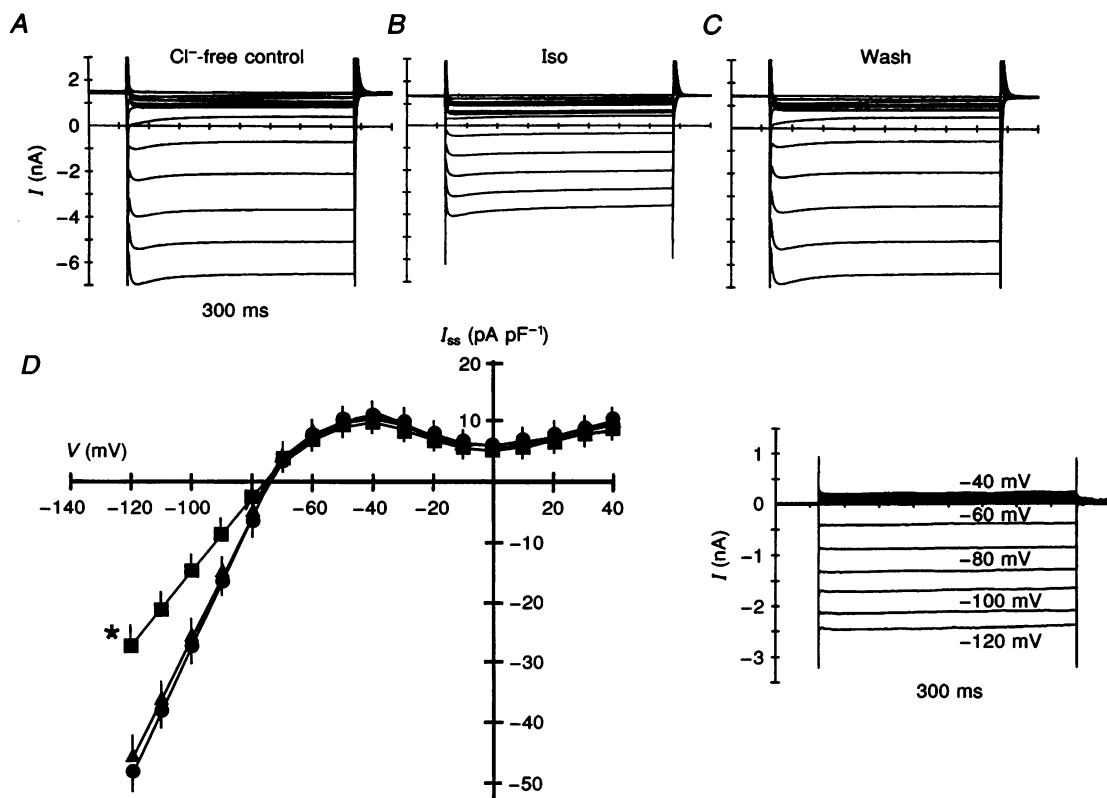 A
B
C
Cl⁻-free control
Iso
Wash
2
0
-2
-4
-6
I (nA)
300 ms
D
I_ss (pA pF⁻¹)
20
10
V (mV)
-140 -120 -100 -80 -60 -40 -20 20 40
-10
-20
-30
-40
-50
*
1
0
-1
-2
-3
I (nA)
-40 mV
-60 mV
-80 mV
-100 mV
-120 mV
300 ms